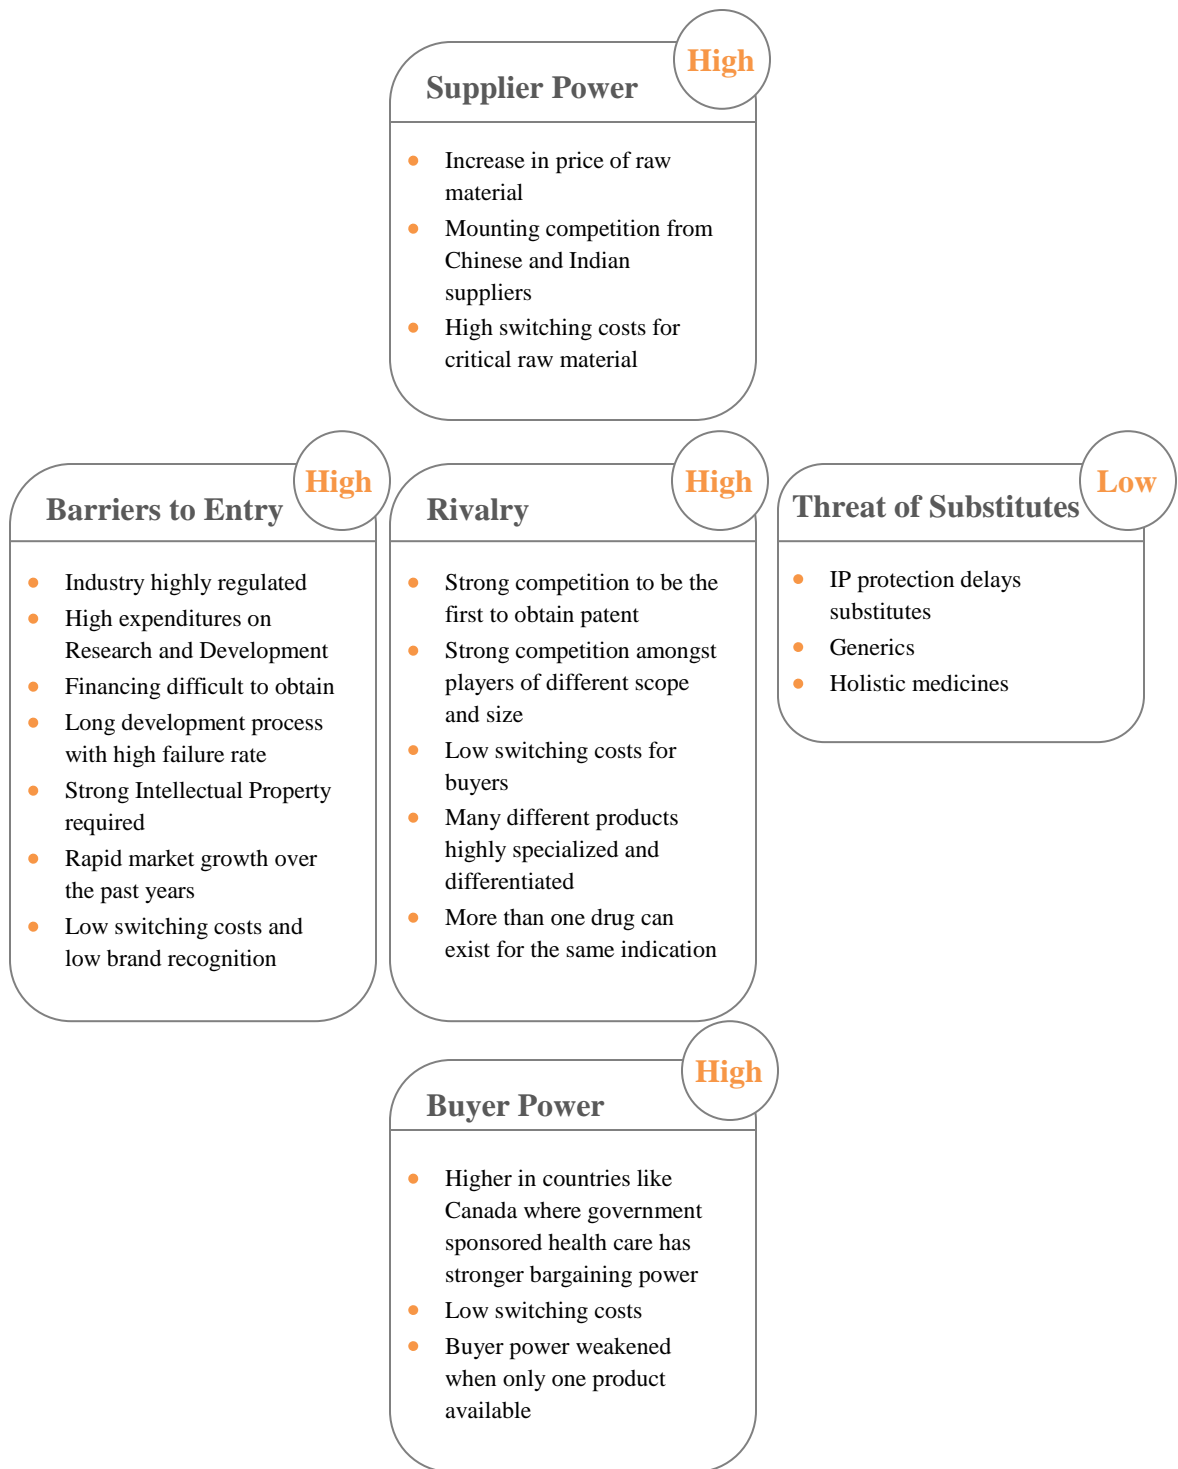 High
Supplier Power
Increase in price of raw
material
Mounting competition from
Chinese and Indian
suppliers
High switching costs for
critical raw material
High
Barriers to Entry
Industry highly regulated
High expenditures on
Research and Development
Financing difficult to obtain
Long development process
with high failure rate
Strong Intellectual Property
required
Rapid market growth over
the past years
Low switching costs and
low brand recognition
High
Rivalry
Strong competition to be the
first to obtain patent
Strong competition amongst
players of different scope
and size
Low switching costs for
buyers
Many different products
highly specialized and
differentiated
More than one drug can
exist for the same indication
Low
Threat of Substitutes
IP protection delays
substitutes
Generics
Holistic medicines
High
Buyer Power
Higher in countries like
Canada where government
sponsored health care has
stronger bargaining power
Low switching costs
Buyer power weakened
when only one product
available